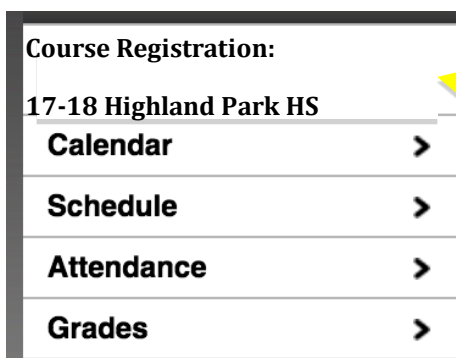 Course Registration:
17-18 Highland Park HS
Calendar
Schedule
Attendance
Grades